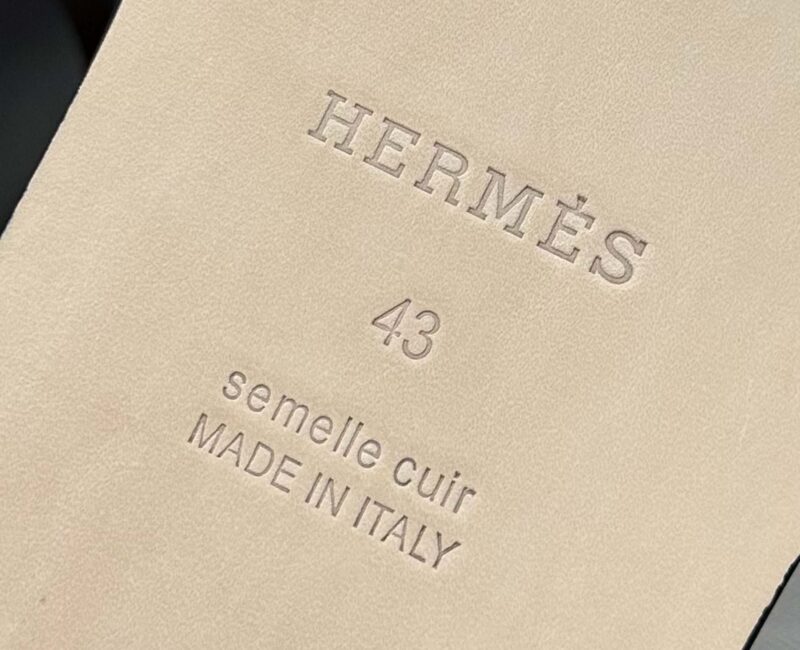 HERMÈS
43
semelle cuir
MADE IN ITALY